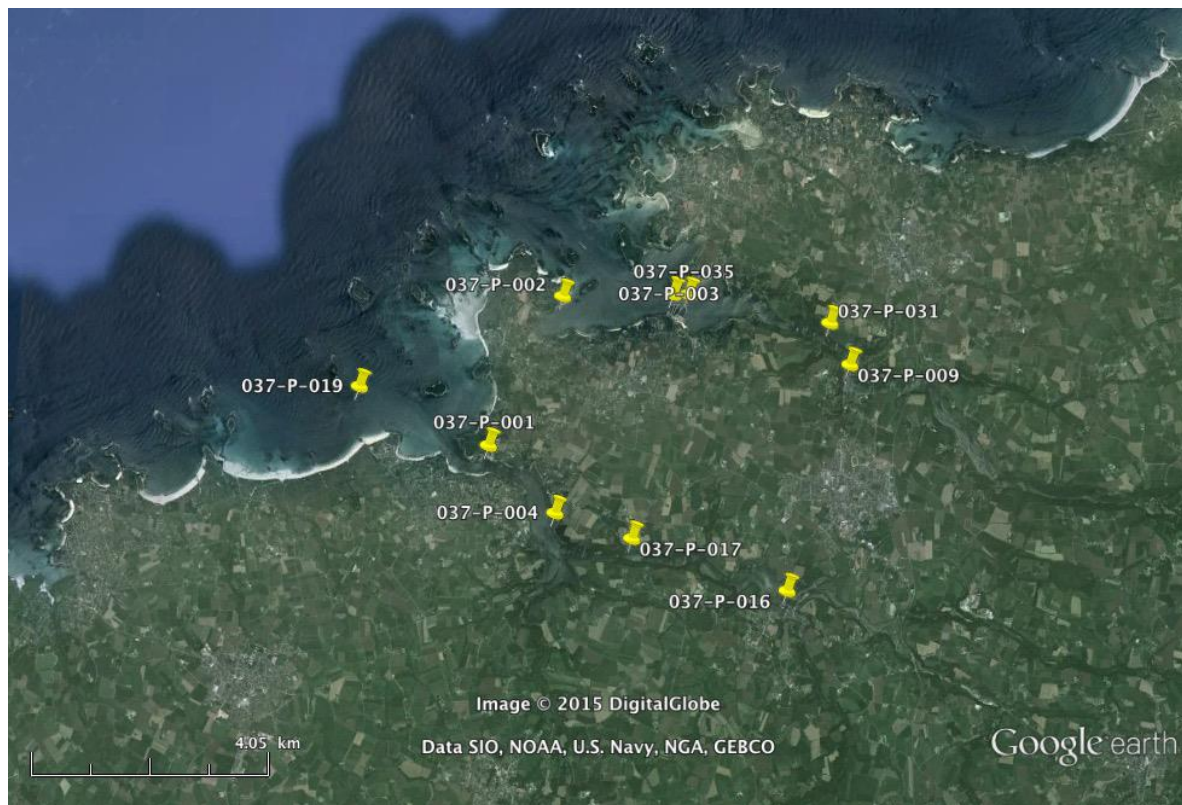 037-P-035
037-P-002
037-P-003
037-P-031
037-P-009
037-P-019
037-P-001
037-P-004
037-P-017
037-P-016
Image © 2015 DigitalGlobe
4.05 km
Data SIO, NOAA, U.S. Navy, NGA, GEBCO
Google earth